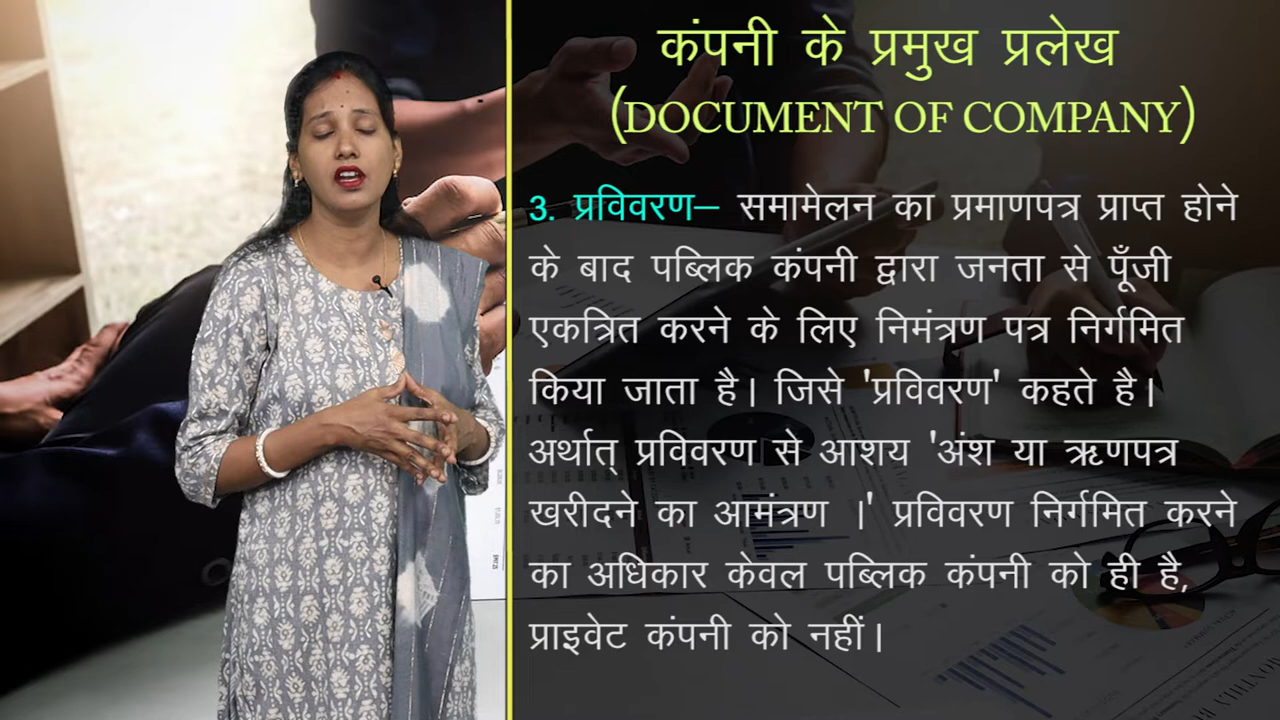 कंपनी के प्रमुख प्रलेख
(DOCUMENT OF COMPANY)
3. प्रविवरण– समामेलन का प्रमाणपत्र प्राप्त होने
के बाद पब्लिक कंपनी द्वारा जनता से पूँजी
एकत्रित करने के लिए निमंत्रण पत्र निर्गमित
किया जाता है। जिसे 'प्रविवरण' कहते है।
अर्थात् प्रविवरण से आशय 'अंश या ऋणपत्र
खरीदने का आमंत्रण ।' प्रविवरण निर्गमित करने
का अधिकार केवल पब्लिक कंपनी को ही है,
प्राइवेट कंपनी को नहीं।